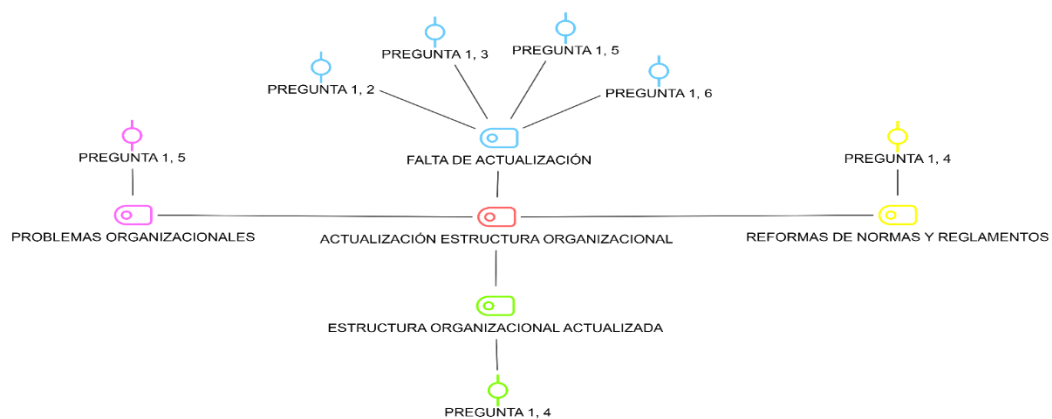 PREGUNTA 1, 3
PREGUNTA 1, 5
PREGUNTA 1, 2
PREGUNTA 1, 6
FALTA DE ACTUALIZACIÓN
PREGUNTA 1, 5
PREGUNTA 1, 4
PROBLEMAS ORGANIZACIONALES
ACTUALIZACIÓN ESTRUCTURA ORGANIZACIONAL
REFORMAS DE NORMAS Y REGLAMENTOS
ESTRUCTURA ORGANIZACIONAL ACTUALIZADA
PREGUNTA 1, 4